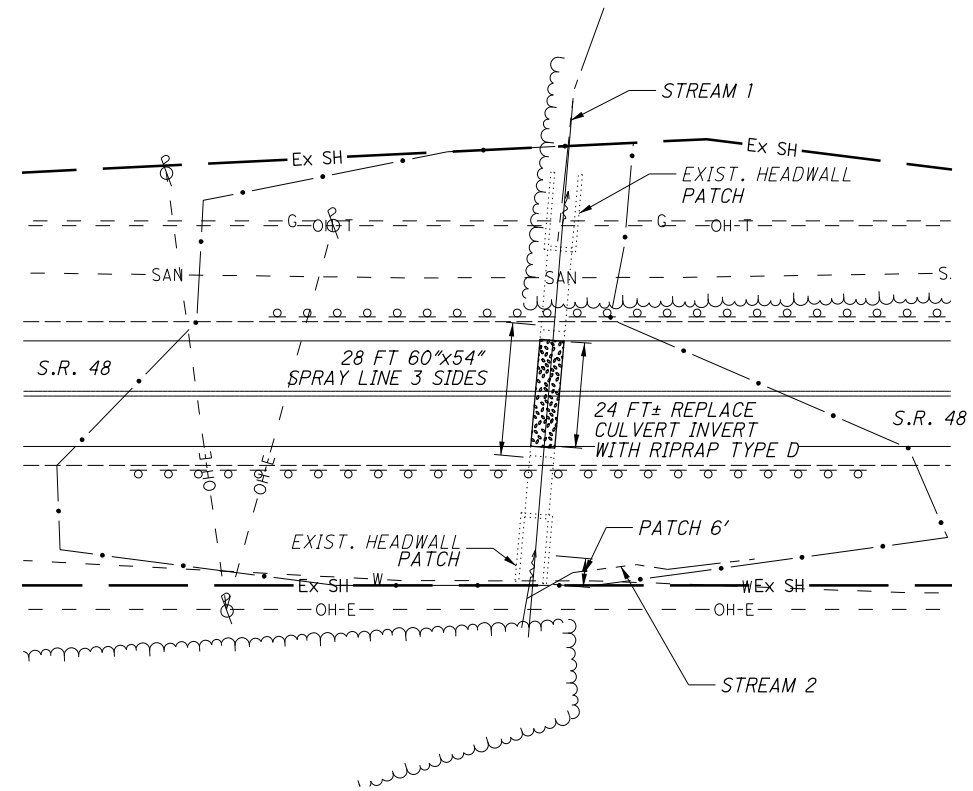 STREAM 1
Ex SH
Ex SH
EXIST. HEADWALL
PATCH
G
OH-T
G
OH-T
SAN
SAN
S.
S.R. 48
28 FT 60"x54"
SPRAY LINE 3 SIDES
24 FT± REPLACE
CULVERT INVERT
WITH RIPRAP TYPE D
S.R. 48
OH-E
OH-E
EXIST. HEADWALL
PATCH
PATCH 6'
Ex SH
W
W
Ex SH
OH-E
OH-E
STREAM 2